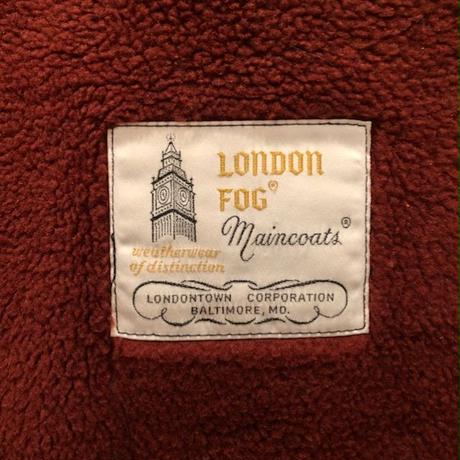 LONDON
FOG®
Maincoats®
weatherwear
of distinction
LONDONTOWN CORPORATION
BALTIMORE, MD.